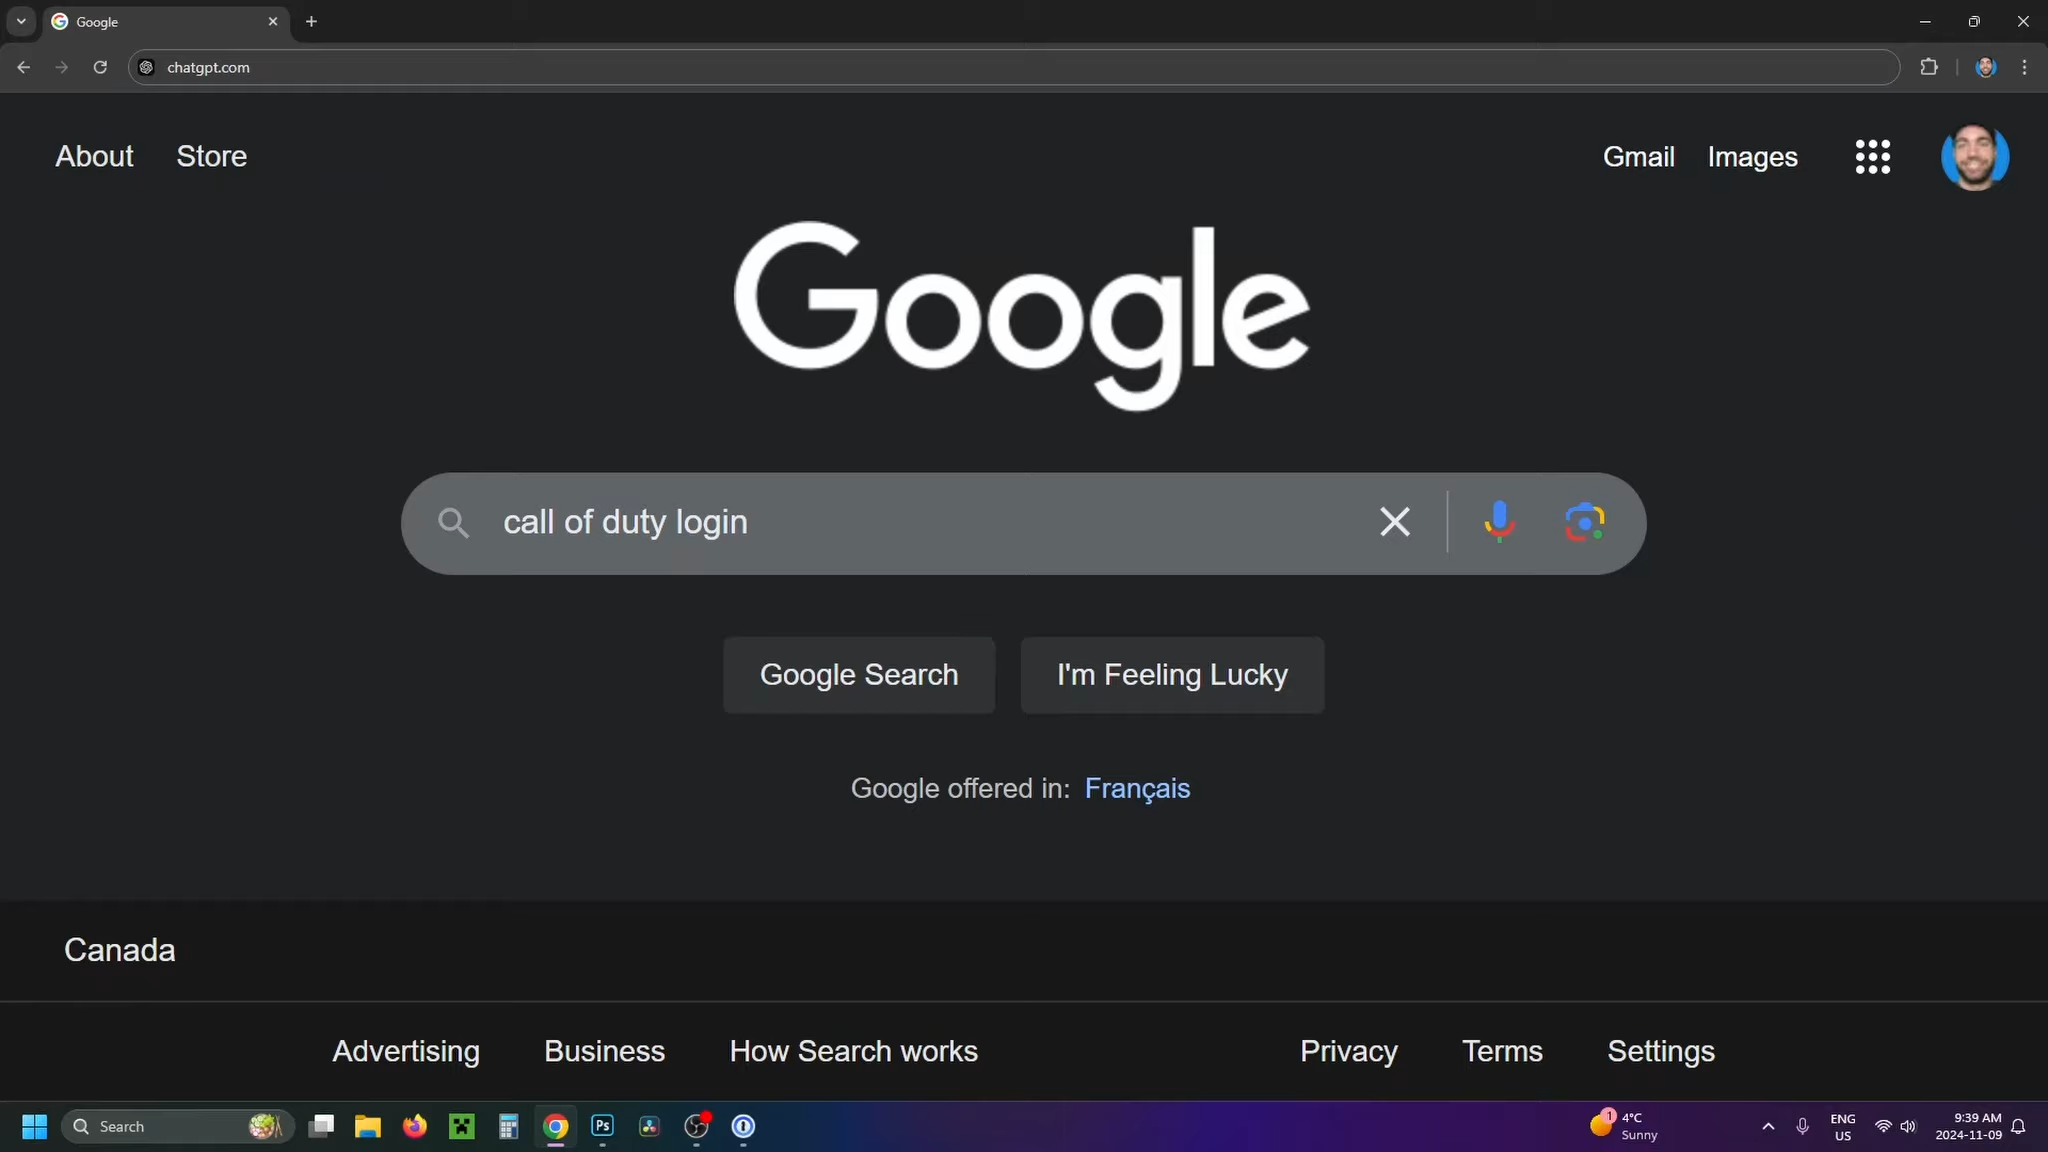 Google
chatgpt.com
About Store Gmail Images
Google
call of duty login
Google Search I'm Feeling Lucky
Google offered in: Français
Canada
Advertising Business How Search works Privacy Terms Settings
Search Ps 1 4°C Sunny ENG US 9:39 AM 2024-11-09